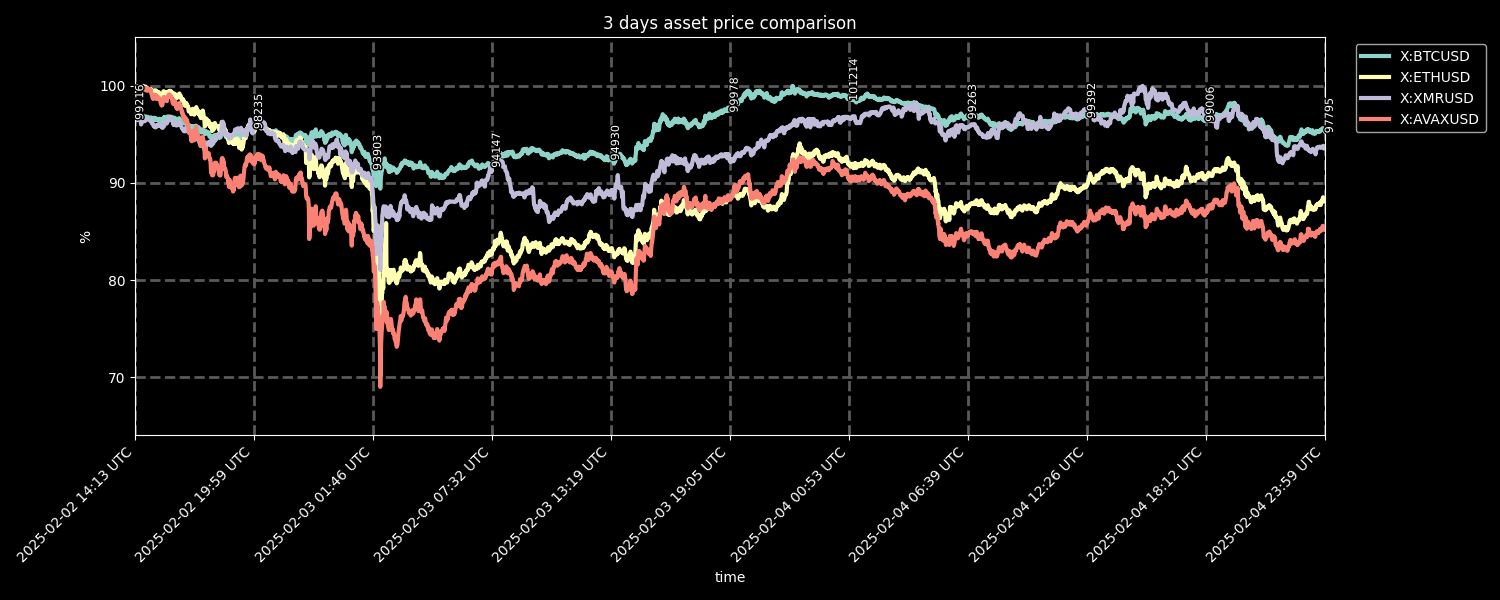 3 days asset price comparison
X:BTCUSD
X:ETHUSD
X:XMRUSD
X:AVAXUSD
100
90
80
70
%
99216
98235
93903
94147
94930
99978
101214
99263
99392
99006
97795
2025-02-02 14:13 UTC
2025-02-02 19:59 UTC
2025-02-03 01:46 UTC
2025-02-03 07:32 UTC
2025-02-03 13:19 UTC
2025-02-03 19:05 UTC
2025-02-04 00:53 UTC
2025-02-04 06:39 UTC
2025-02-04 12:26 UTC
2025-02-04 18:12 UTC
2025-02-04 23:59 UTC
time